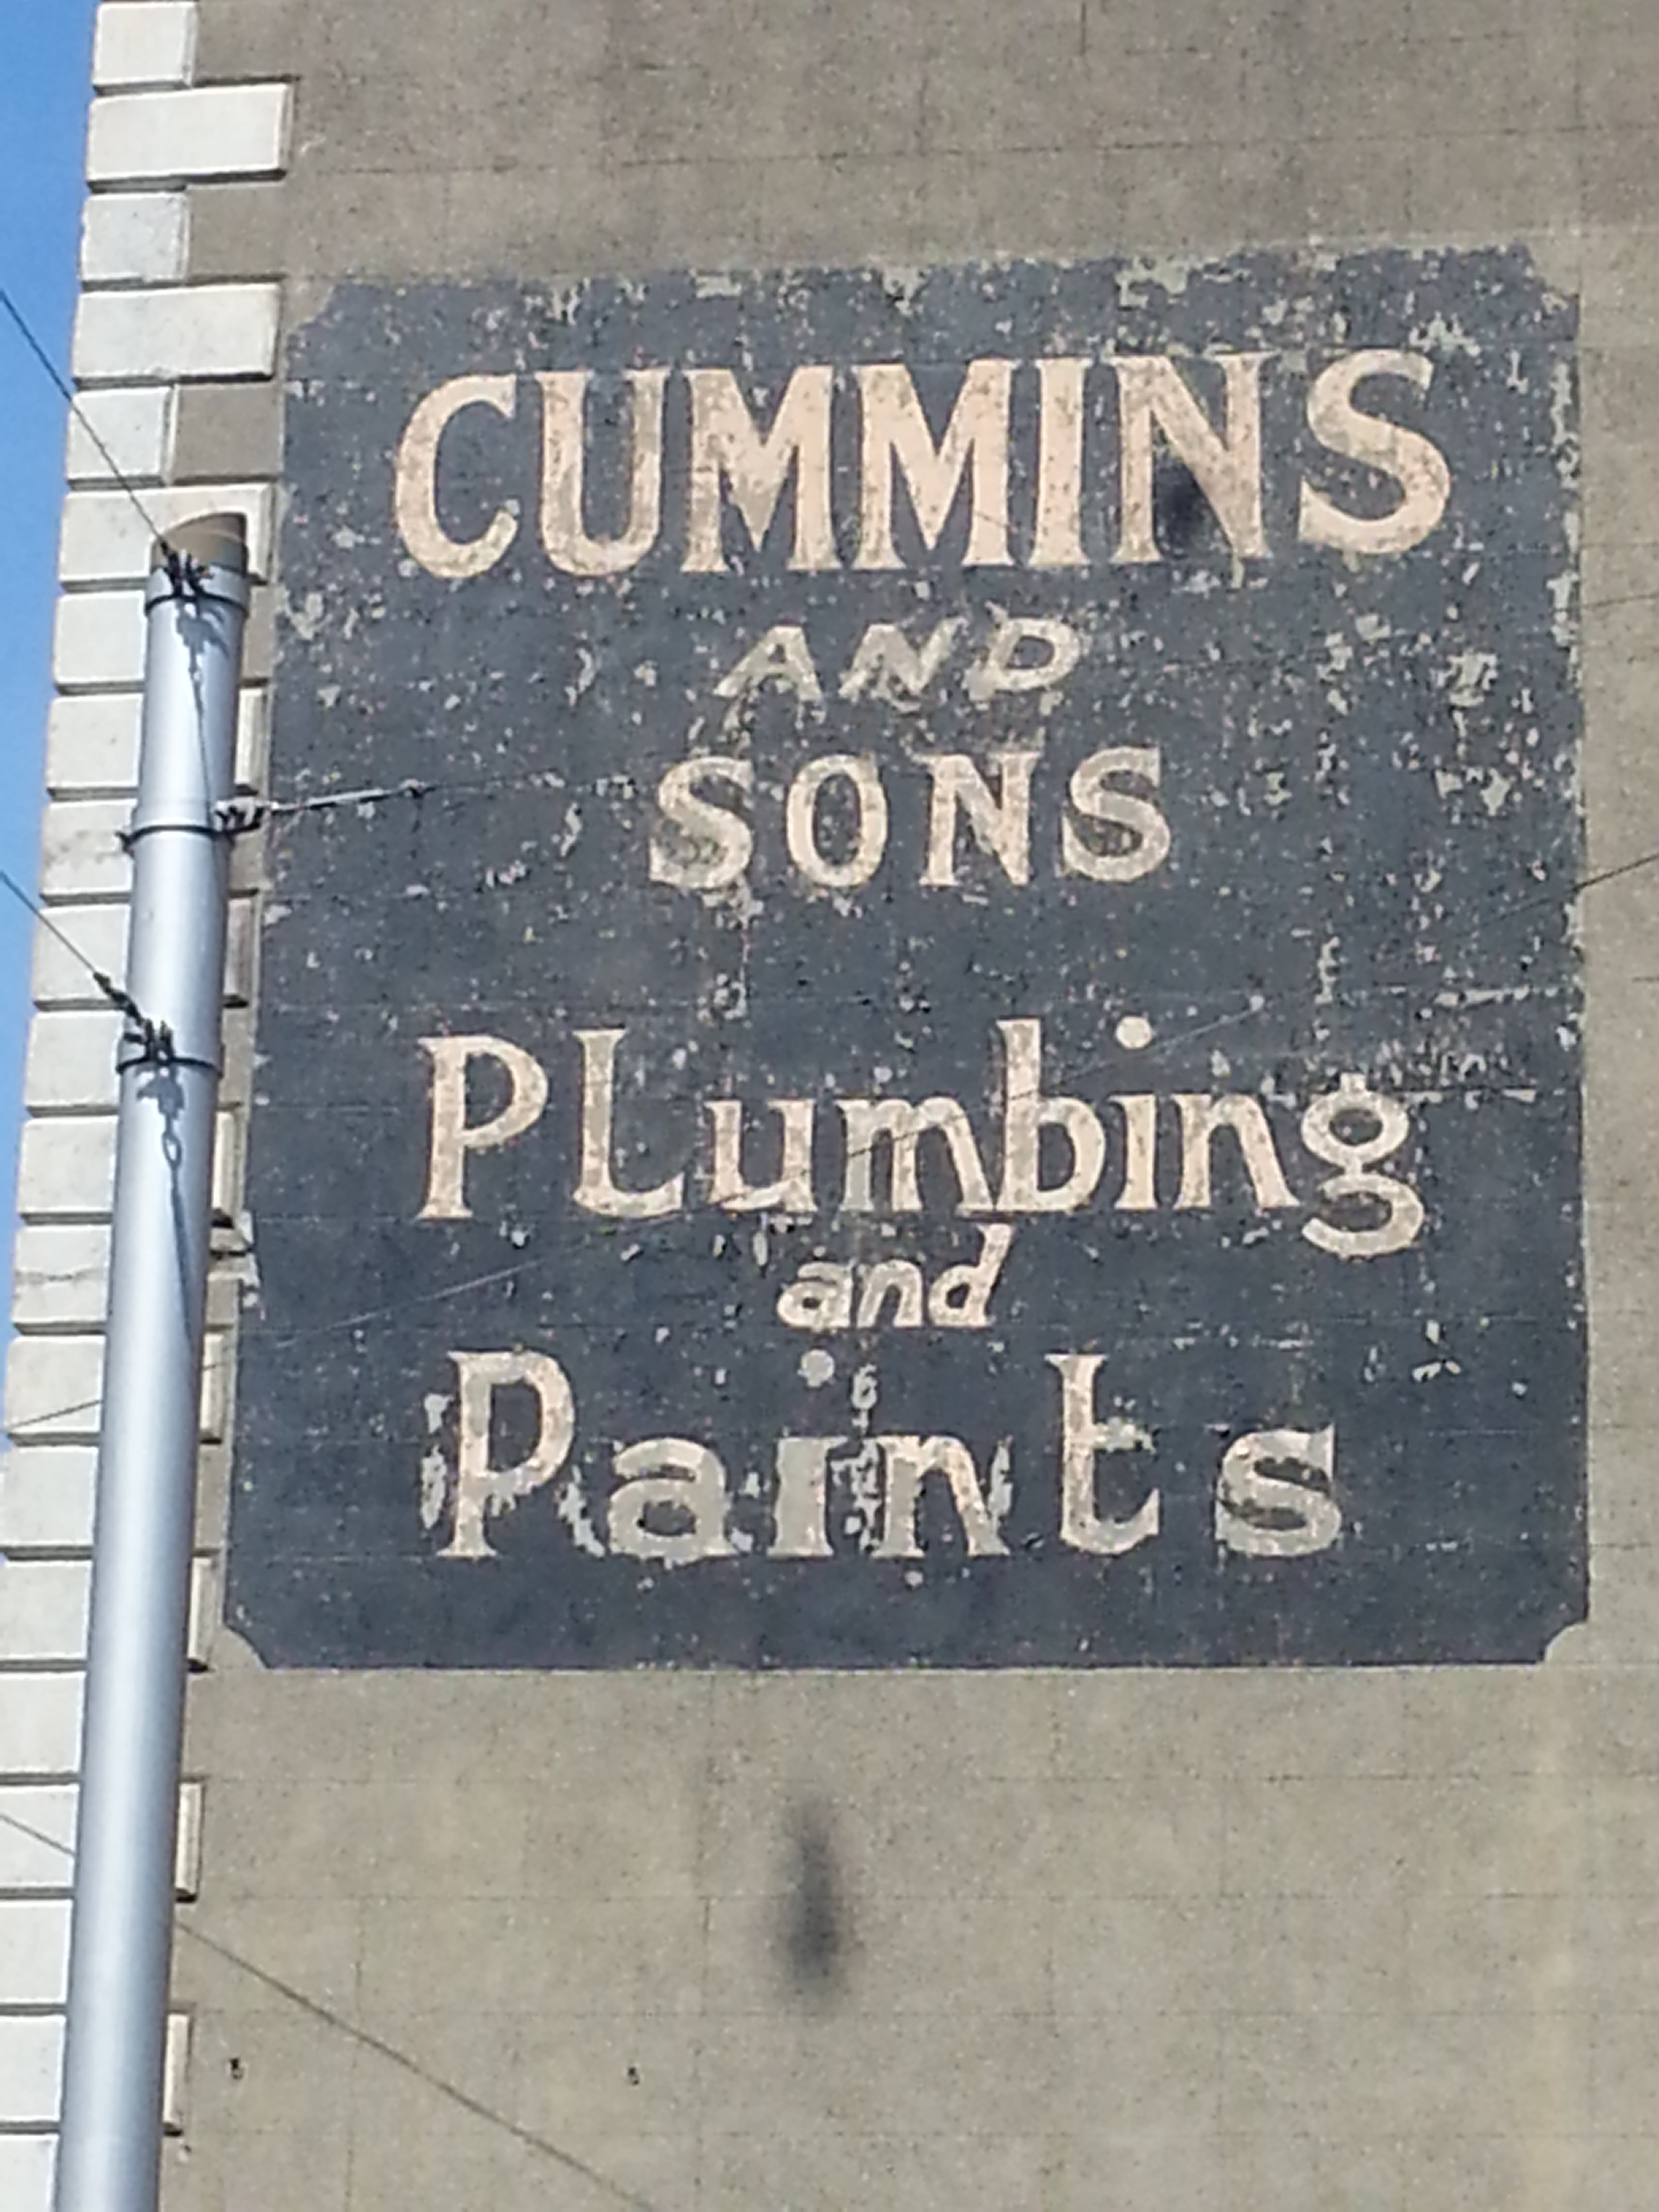 CUMMINS
AND
SONS
PLumbing
and
Paints